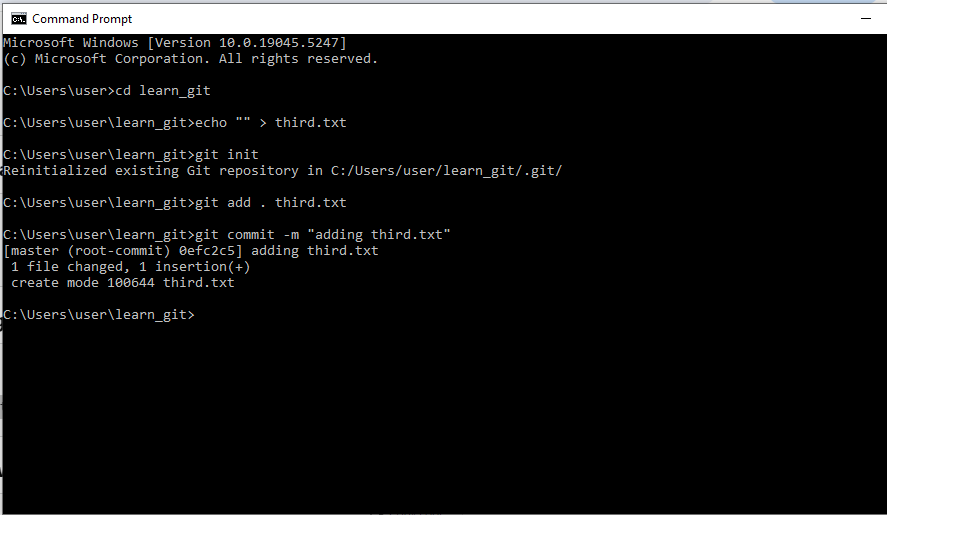 Command Prompt
Microsoft Windows [Version 10.0.19045.5247]
(c) Microsoft Corporation. All rights reserved.
C:\Users\user>cd learn_git
C:\Users\user\learn_git>echo "" > third.txt
C:\Users\user\learn_git>git init
Reinitialized existing Git repository in C:/Users/user/learn_git/.git/
C:\Users\user\learn_git>git add . third.txt
C:\Users\user\learn_git>git commit -m "adding third.txt"
[master (root-commit) 0efc2c5] adding third.txt
 1 file changed, 1 insertion(+)
 create mode 100644 third.txt
C:\Users\user\learn_git>